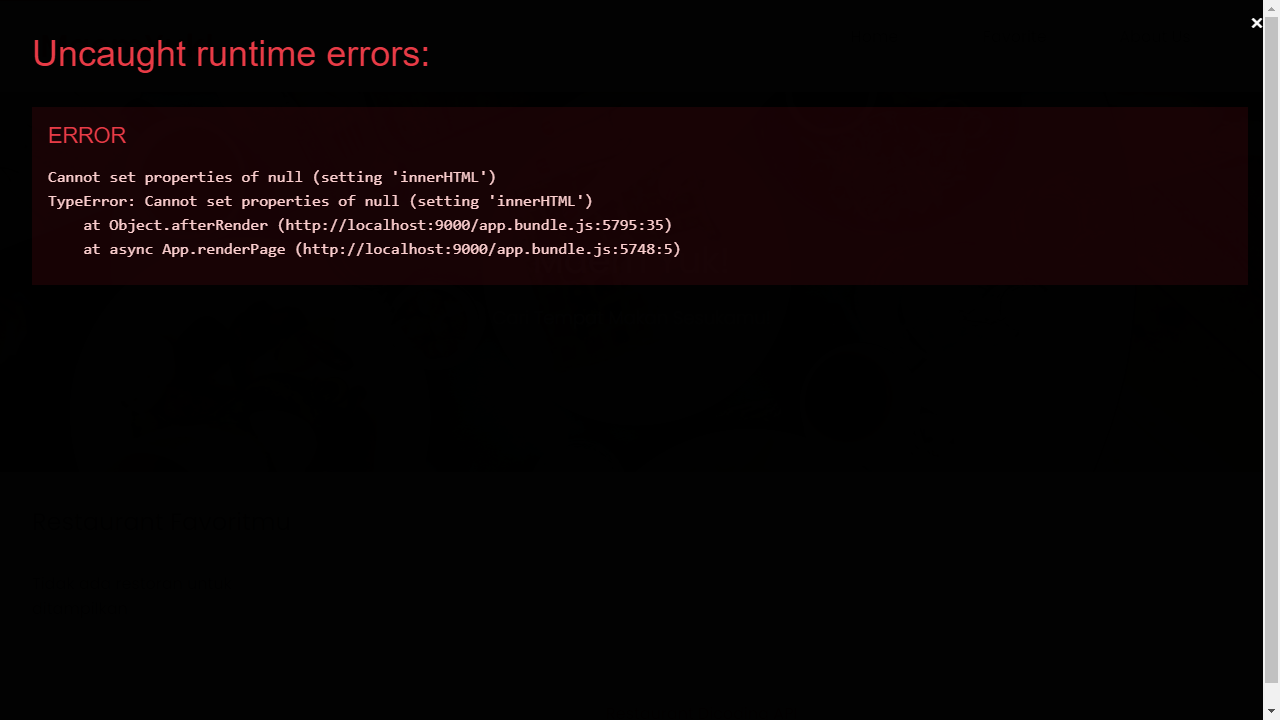 Uncaught runtime errors:
ERROR
Cannot set properties of null (setting 'innerHTML')
TypeError: Cannot set properties of null (setting 'innerHTML')
    at Object.afterRender (http://localhost:9000/app.bundle.js:5795:35)
    at async App.renderPage (http://localhost:9000/app.bundle.js:5748:5)